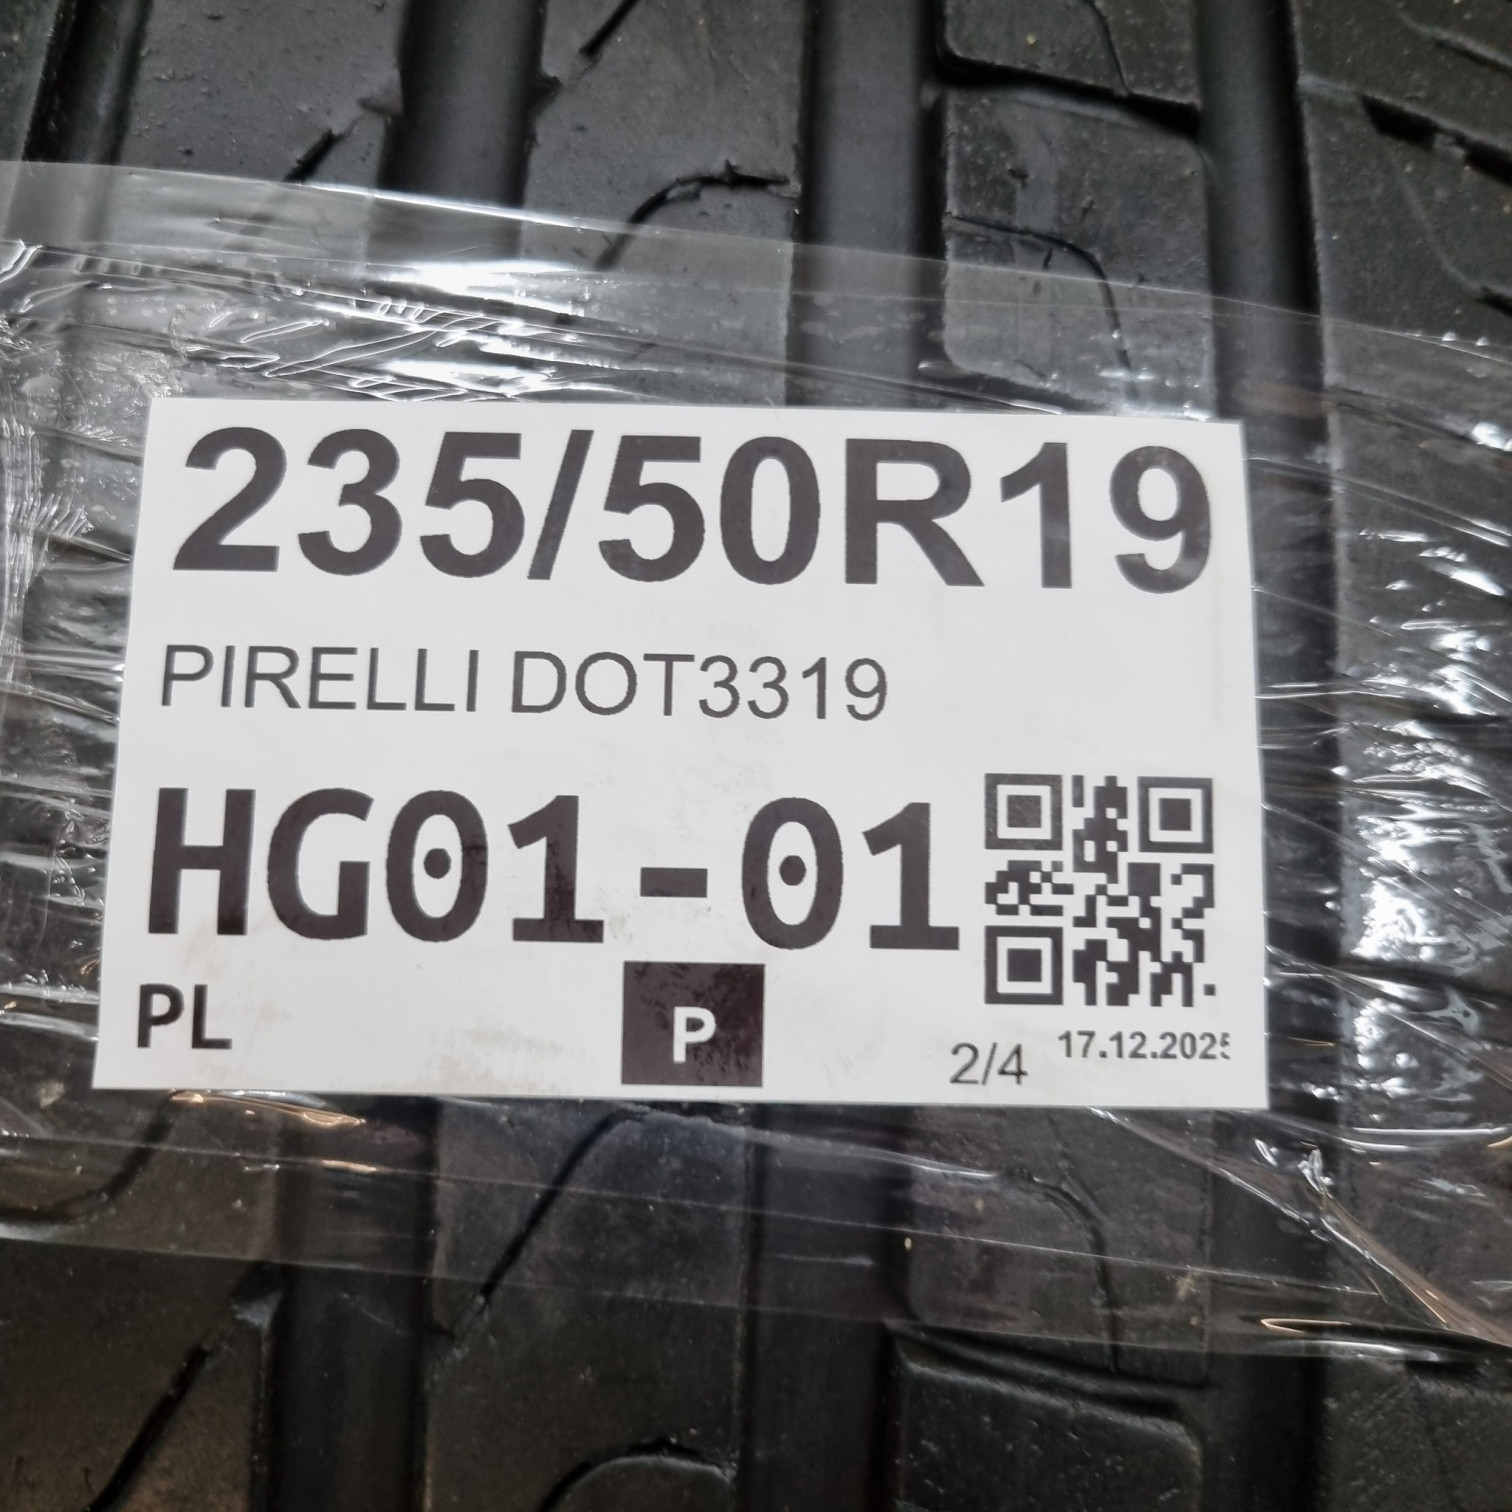 235/50R19
PIRELLI DOT3319
HG01-01
PL
P
2/4
17.12.2025